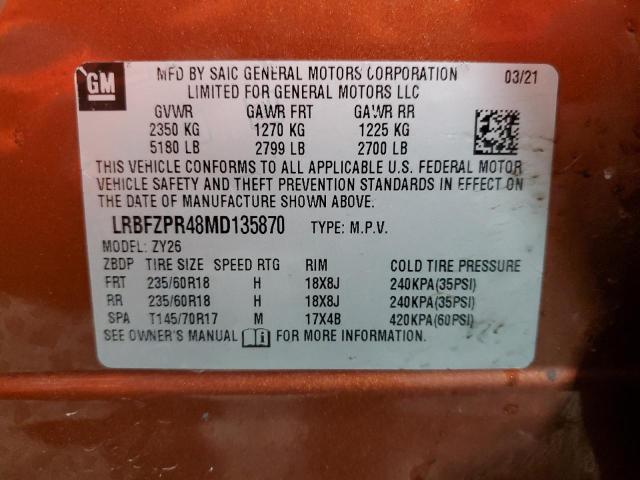 GM
MFD BY SAIC GENERAL MOTORS CORPORATION 03/21
LIMITED FOR GENERAL MOTORS LLC
GVWR GAWR FRT GAWR RR
2350 KG 1270 KG 1225 KG
5180 LB 2799 LB 2700 LB
THIS VEHICLE CONFORMS TO ALL APPLICABLE U.S. FEDERAL MOTOR
VEHICLE SAFETY AND THEFT PREVENTION STANDARDS IN EFFECT ON
THE DATE OF MANUFACTURE SHOWN ABOVE.
LRBFZPR48MD135870 TYPE: M.P.V.
MODEL: ZY26
ZBDP TIRE SIZE SPEED RTG RIM COLD TIRE PRESSURE
FRT 235/60R18 H 18X8J 240KPA(35PSI)
RR 235/60R18 H 18X8J 240KPA(35PSI)
SPA T145/70R17 M 17X4B 420KPA(60PSI)
SEE OWNER'S MANUAL i FOR MORE INFORMATION.